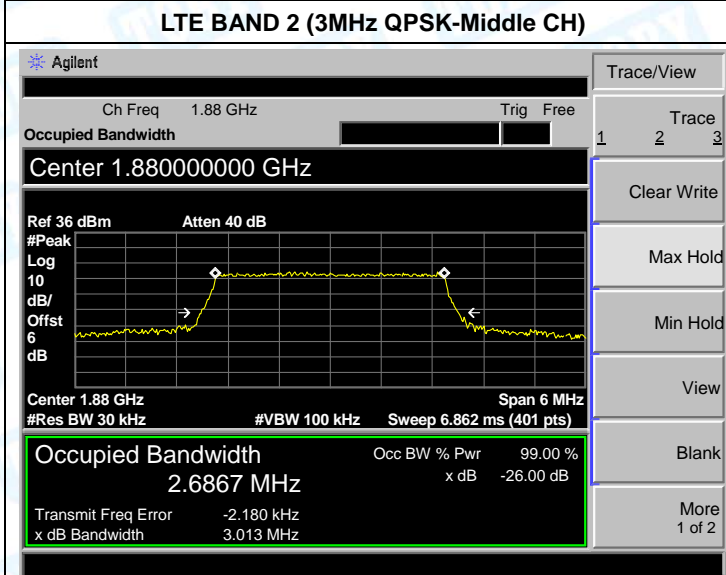 LTE BAND 2 (3MHz QPSK-Middle CH)
Agilent
Trace/View
Ch Freq 1.88 GHz Trig Free
Occupied Bandwidth
Trace
1 2 3
Center 1.880000000 GHz
Clear Write
Ref 36 dBm Atten 40 dB
#Peak
Log
10
dB/
Offst
6
dB
Max Hold
Min Hold
Center 1.88 GHz Span 6 MHz
#Res BW 30 kHz #VBW 100 kHz Sweep 6.862 ms (401 pts)
View
Occupied Bandwidth Occ BW % Pwr 99.00 %
2.6867 MHz x dB -26.00 dB
Blank
Transmit Freq Error -2.180 kHz
x dB Bandwidth 3.013 MHz
More
1 of 2